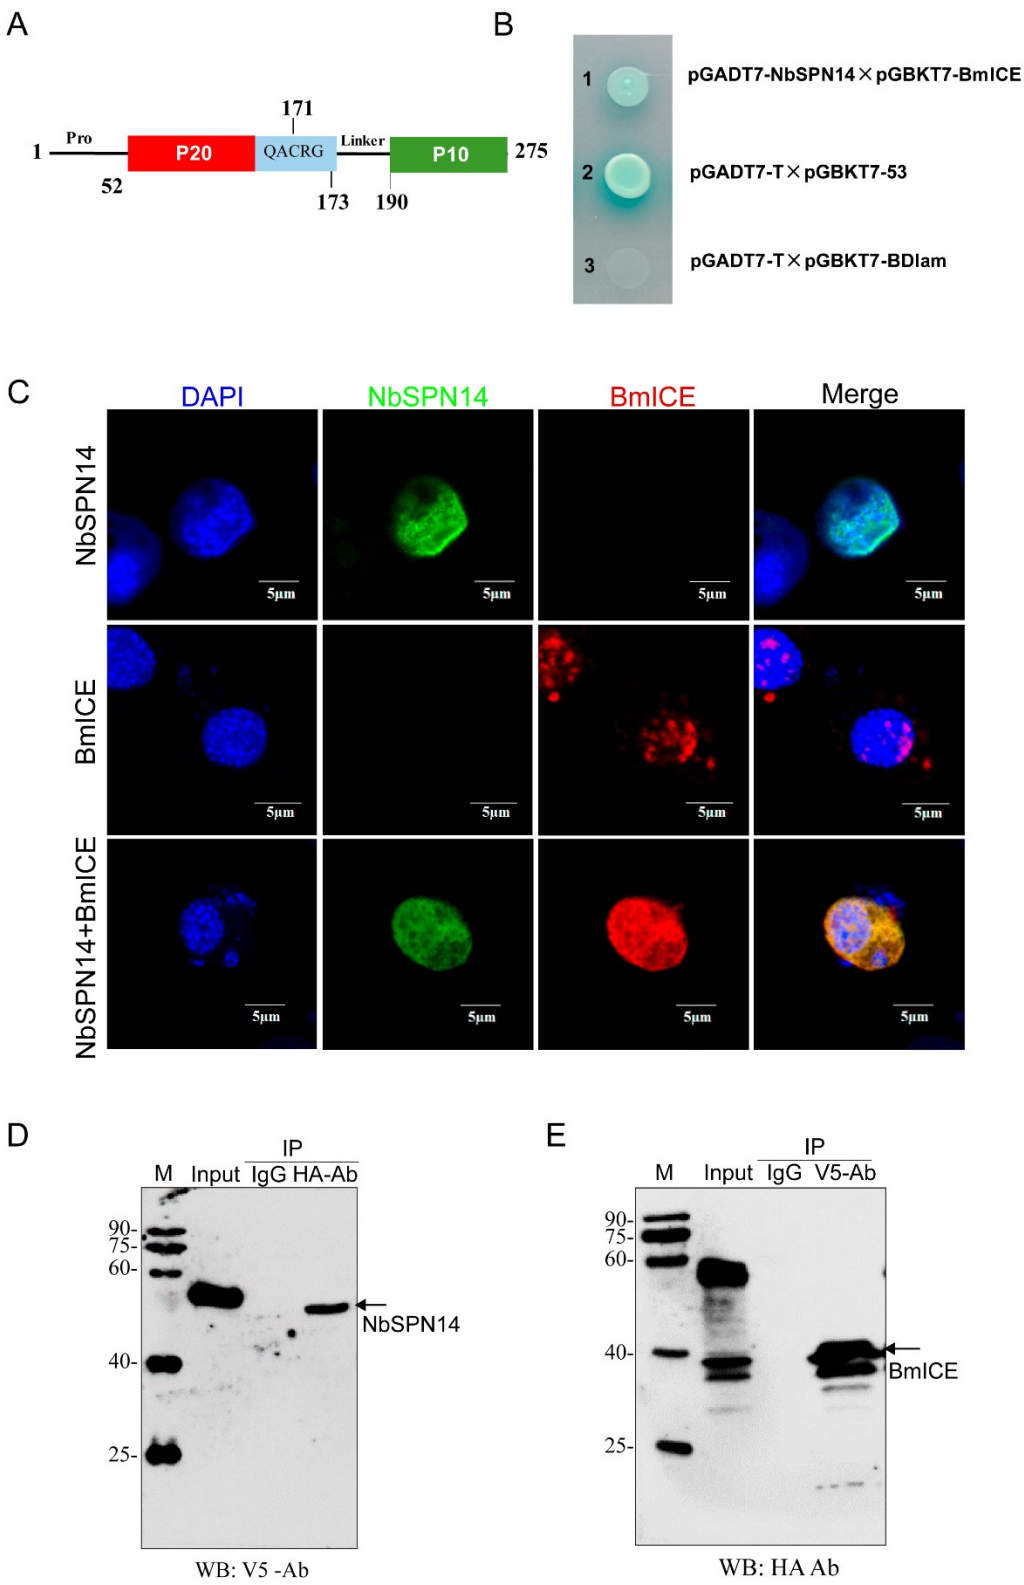 A
B
Pro
1
P20
171
QACRG
Linker
P10
275
52
173
190
1
pGADT7-NbSPN14×pGBKT7-BmICE
2
pGADT7-T×pGBKT7-53
3
pGADT7-T×pGBKT7-BDlam
C
DAPI NbSPN14 BmICE Merge
NbSPN14
5μm 5μm 5μm 5μm
BmICE
5μm 5μm 5μm 5μm
NbSPN14+BmICE
5μm 5μm 5μm 5μm
D
IP
M Input IgG HA-Ab
90-
75-
60-
NbSPN14
40-
25-
WB: V5 -Ab
E
IP
M Input IgG V5-Ab
90-
75-
60-
40-
BmICE
25-
WB: HA Ab